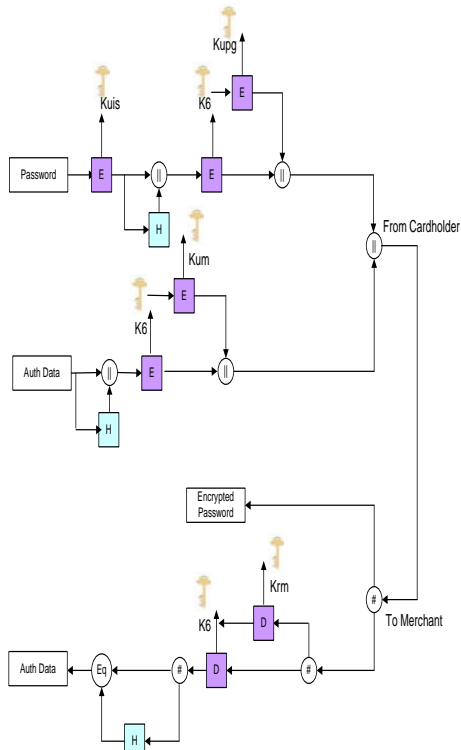 Kupg
Kuis
K6
E
Password
E
||
E
||
From Cardholder
||
H
Kum
E
K6
Auth Data
||
E
||
H
Encrypted
Password
Krm
#
K6
To Merchant
D
Auth Data
Eq
#
D
#
H